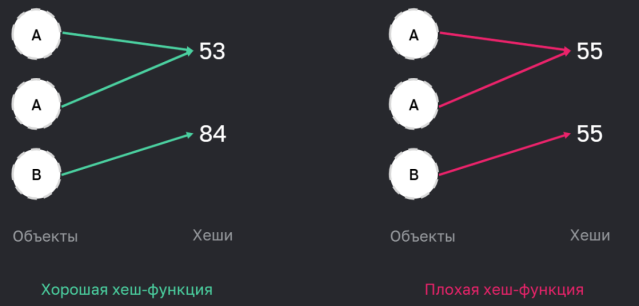 A
53
A
84
B
Объекты
Хеши
Хорошая хеш-функция
A
55
A
55
B
Объекты
Хеши
Плохая хеш-функция